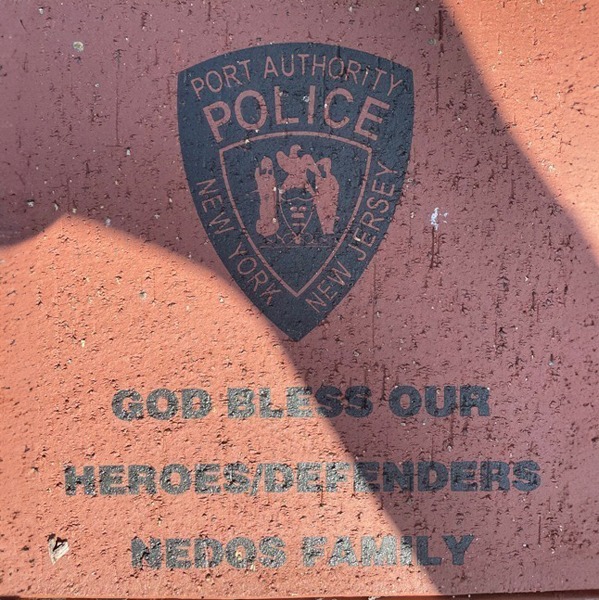 PORT AUTHORITY
POLICE
NEW YORK
NEW JERSEY
GOD BLESS OUR
HEROES/DEFENDERS
NEDOS FAMILY